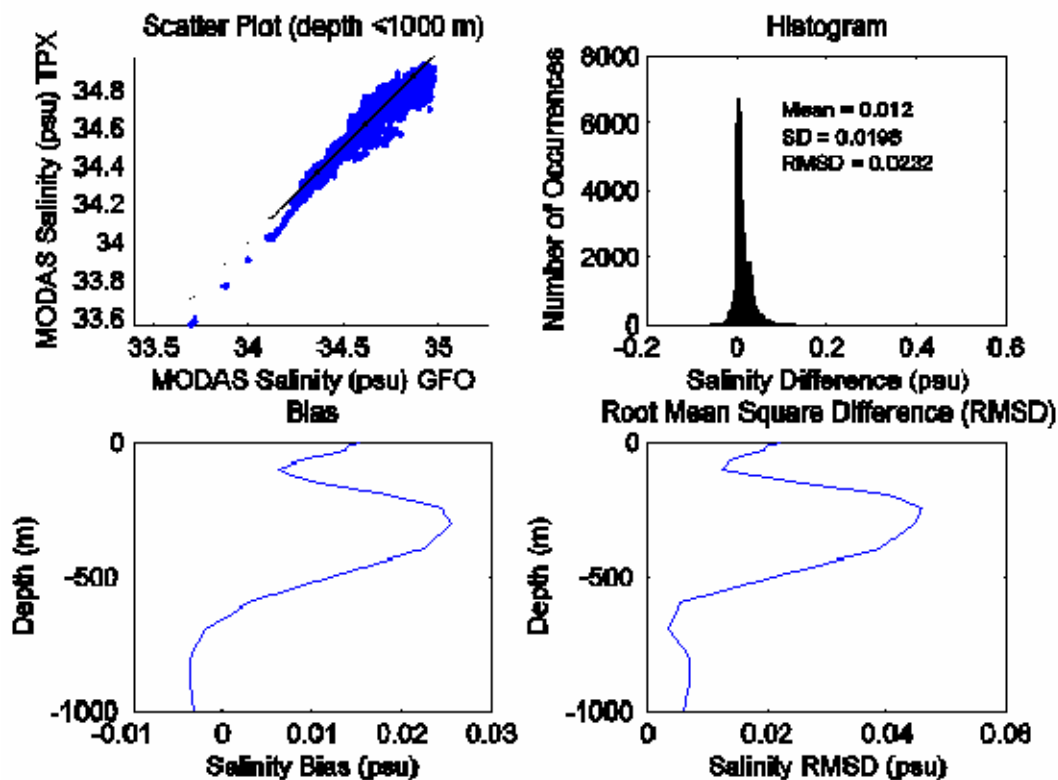 Scatter Plot (depth <1000 m)
MODAS Salinity (psu) TPX
34.8
34.6
34.4
34.2
34
33.8
33.6
33.5
34
34.5
35
MODAS Salinity (psu) GFO
Histogram
Number of Occurrences
8000
6000
4000
2000
0
Mean = 0.012
SD = 0.0198
RMSD = 0.0232
-0.2
0
0.2
0.4
0.6
Salinity Difference (psu)
Bias
Depth (m)
0
-500
-1000
-0.01
0
0.01
0.02
0.03
Salinity Bias (psu)
Root Mean Square Difference (RMSD)
Depth (m)
0
-500
-1000
0
0.02
0.04
0.06
Salinity RMSD (psu)